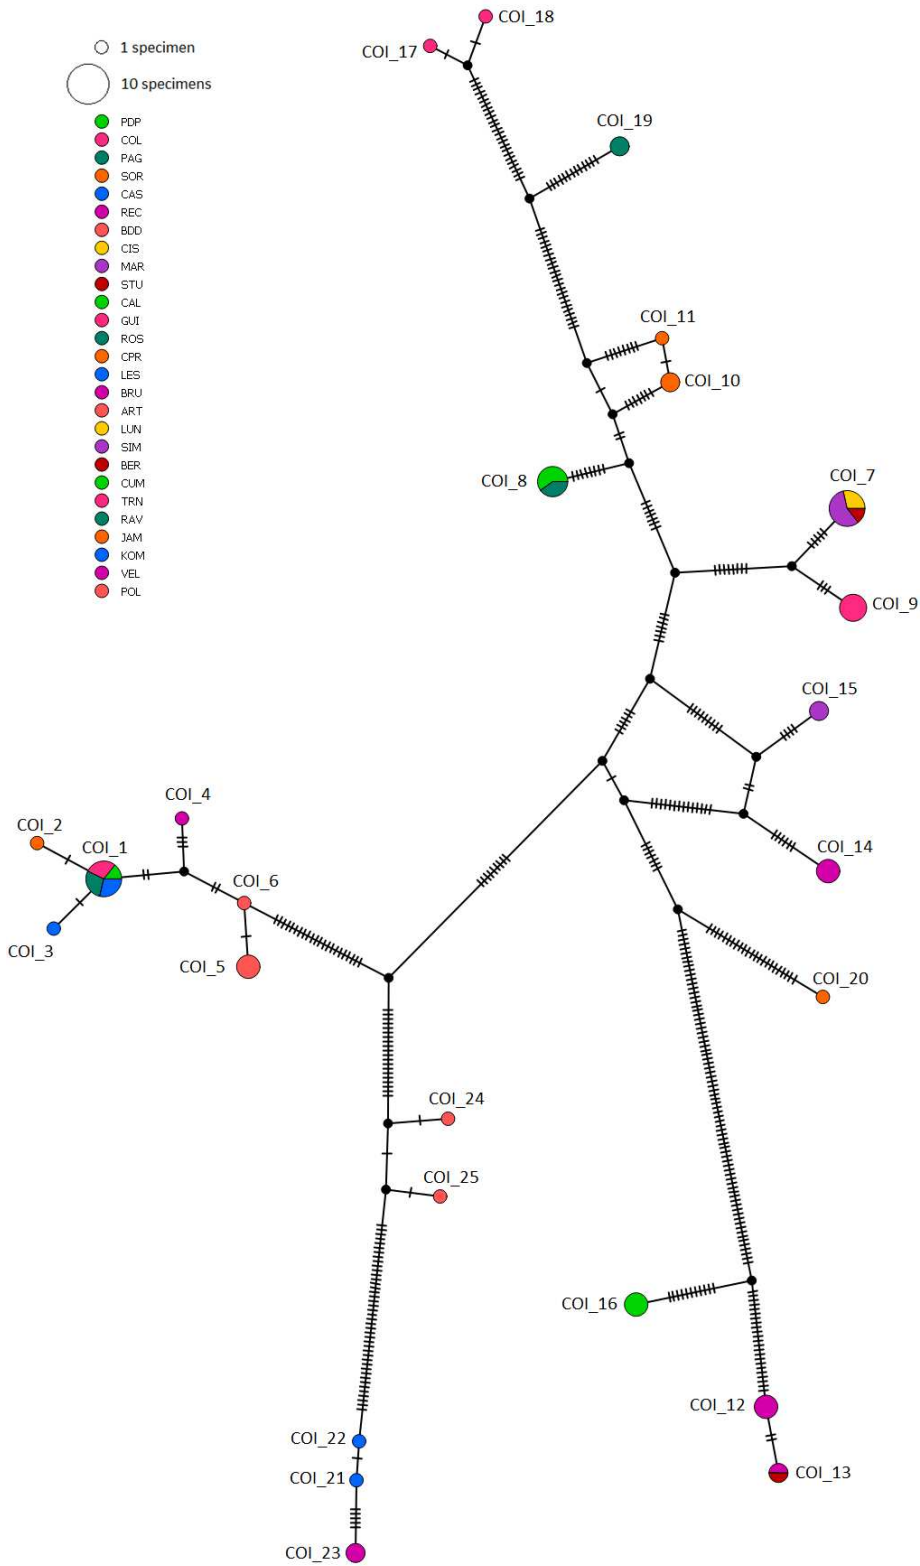 COI_18
COI_17
1 specimen
10 specimens
PDP
COL
PAG
SOR
CAS
REC
BDD
CIS
MAR
STU
CAL
GUI
ROS
CPR
LES
BRU
ART
LUN
SIM
BER
CUM
TRN
RAV
JAM
KOM
VEL
POL
COI_19
COI_11
COI_10
COI_8
COI_7
COI_9
COI_15
COI_4
COI_2
COI_1
COI_14
COI_6
COI_3
COI_5
COI_20
COI_24
COI_25
COI_16
COI_12
COI_22
COI_13
COI_21
COI_23